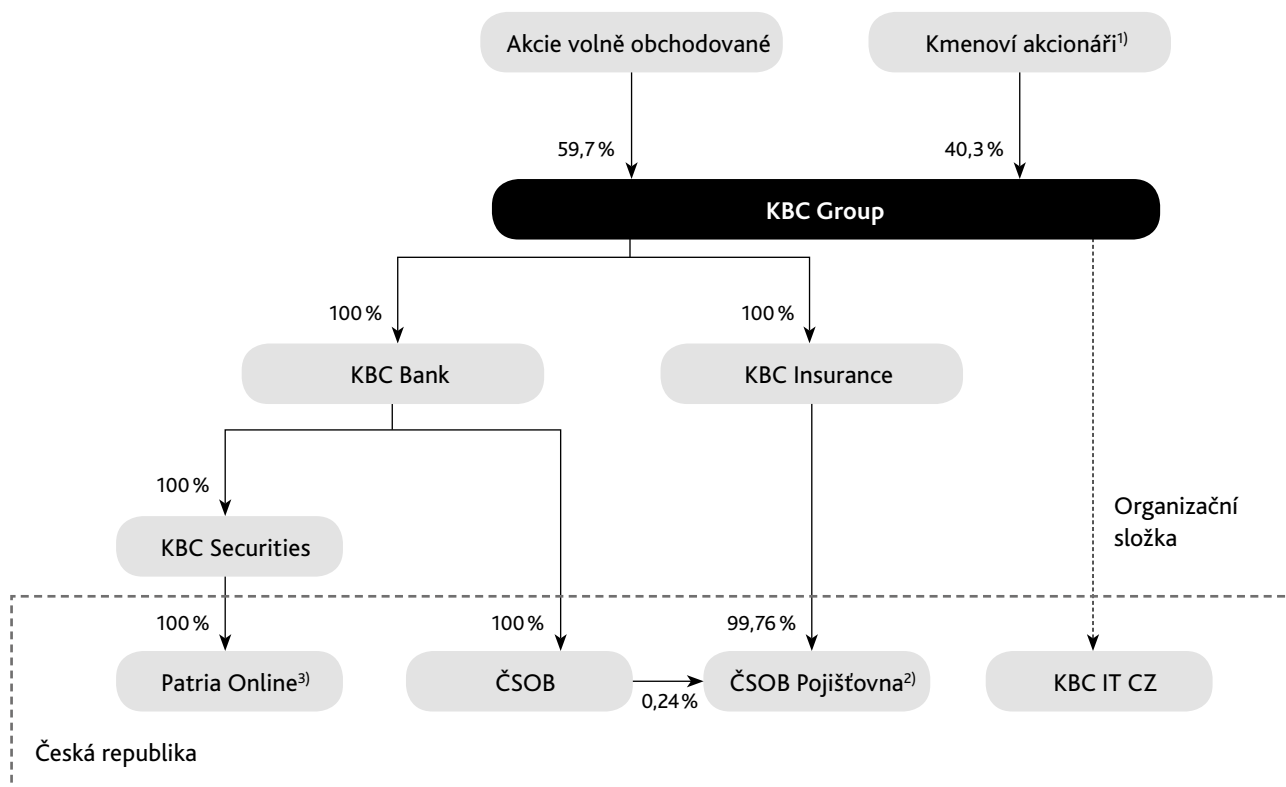 Akcie volně obchodované
Kmenoví akcionáři1)
59,7 %
40,3 %
KBC Group
100 %
100 %
KBC Bank
KBC Insurance
100 %
Organizační
složka
KBC Securities
100 %
100 %
99,76 %
Patria Online3)
ČSOB
0,24 %
ČSOB Pojišťovna2)
KBC IT CZ
Česká republika